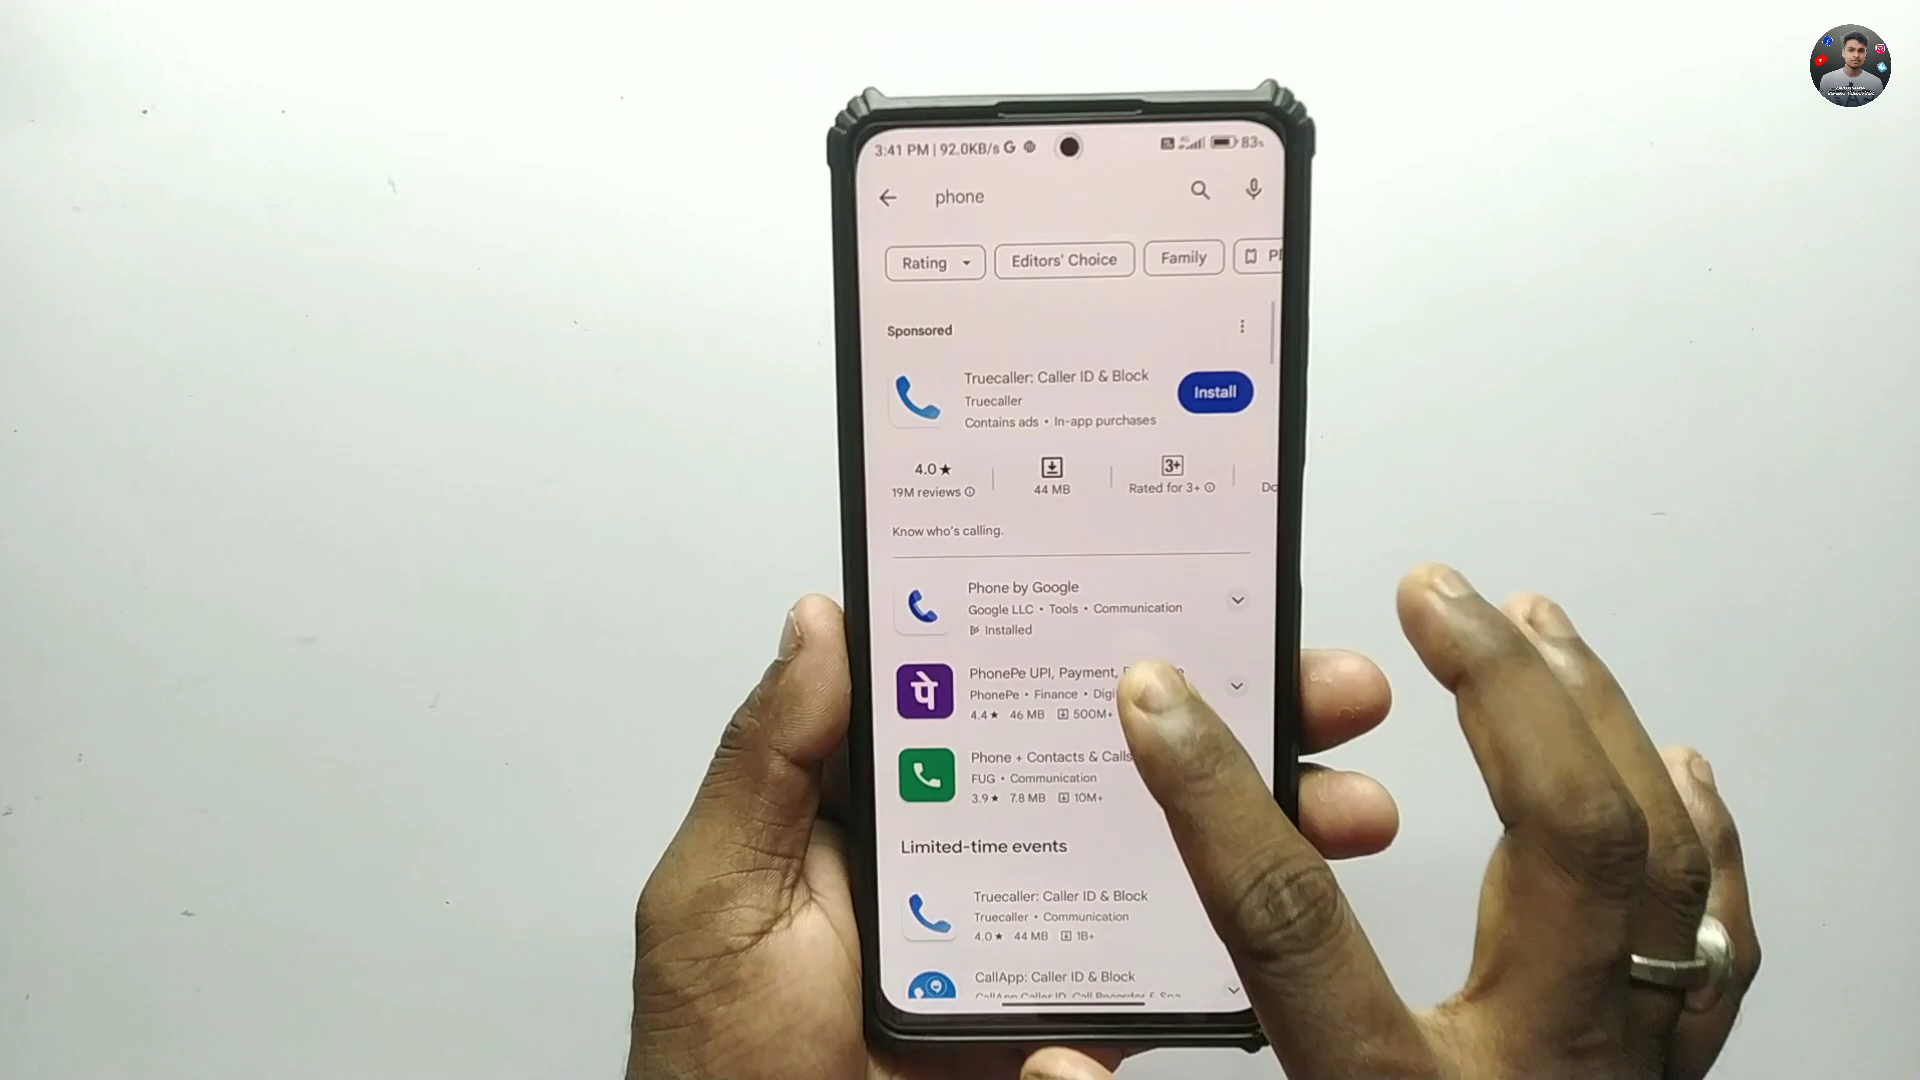 3:41 PM | 92.0KB/s G 83%
phone
Rating Editors' Choice Family
Sponsored
Truecaller: Caller ID & Block
Truecaller
Install
Contains ads • In-app purchases
4.0★ 3+
19M reviews 44 MB Rated for 3+
Know who's calling.
Phone by Google
Google LLC • Tools • Communication
Installed
पे
PhonePe UPI, Payment,
PhonePe • Finance •
4.4★ 46 MB 500M+
Phone + Contacts & Calls
FUG • Communication
3.9★ 7.8 MB 10M+
Limited-time events
Truecaller: Caller ID & Block
Truecaller • Communication
4.0★ 44 MB 1B+
CallApp: Caller ID & Block